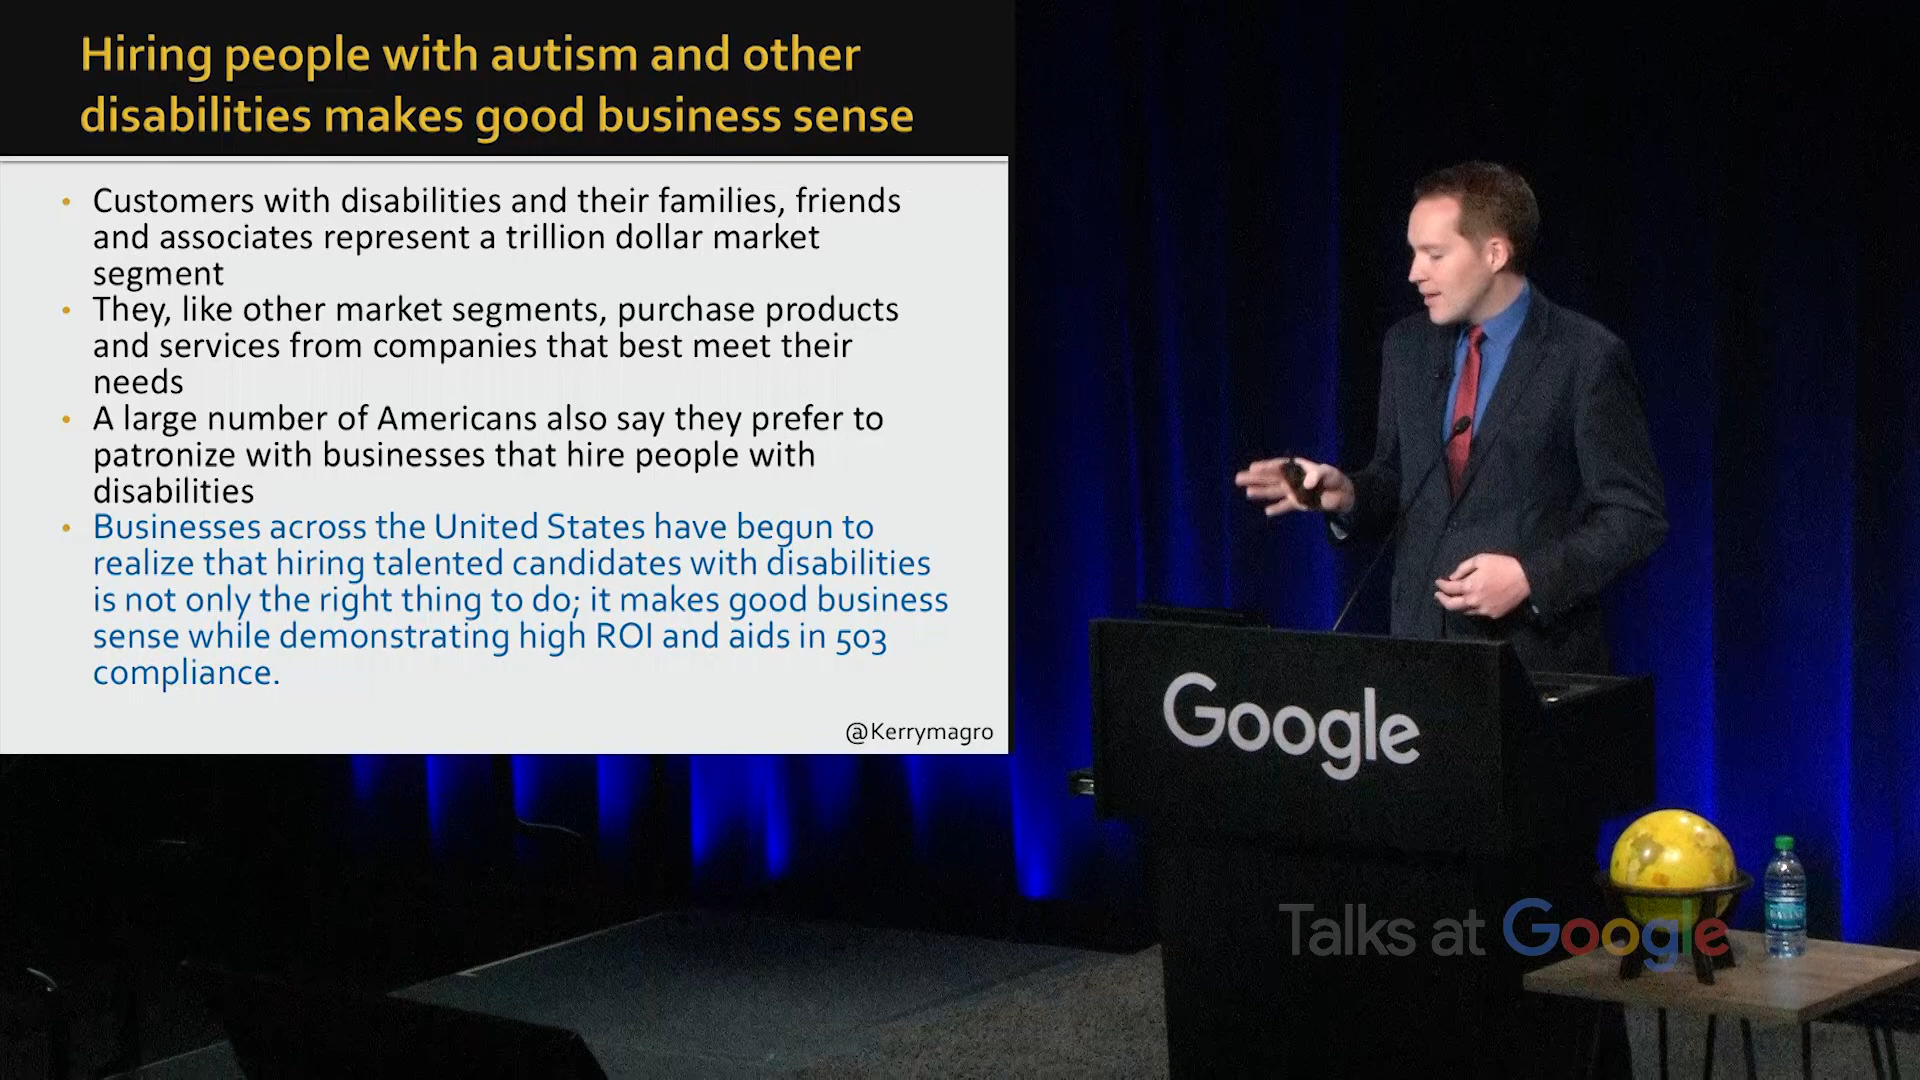 Hiring people with autism and other
disabilities makes good business sense
• Customers with disabilities and their families, friends
and associates represent a trillion dollar market
segment
• They, like other market segments, purchase products
and services from companies that best meet their
needs
• A large number of Americans also say they prefer to
patronize with businesses that hire people with
disabilities
• Businesses across the United States have begun to
realize that hiring talented candidates with disabilities
is not only the right thing to do; it makes good business
sense while demonstrating high ROI and aids in 503
compliance.
@Kerrymagro
Google
Talks at Google